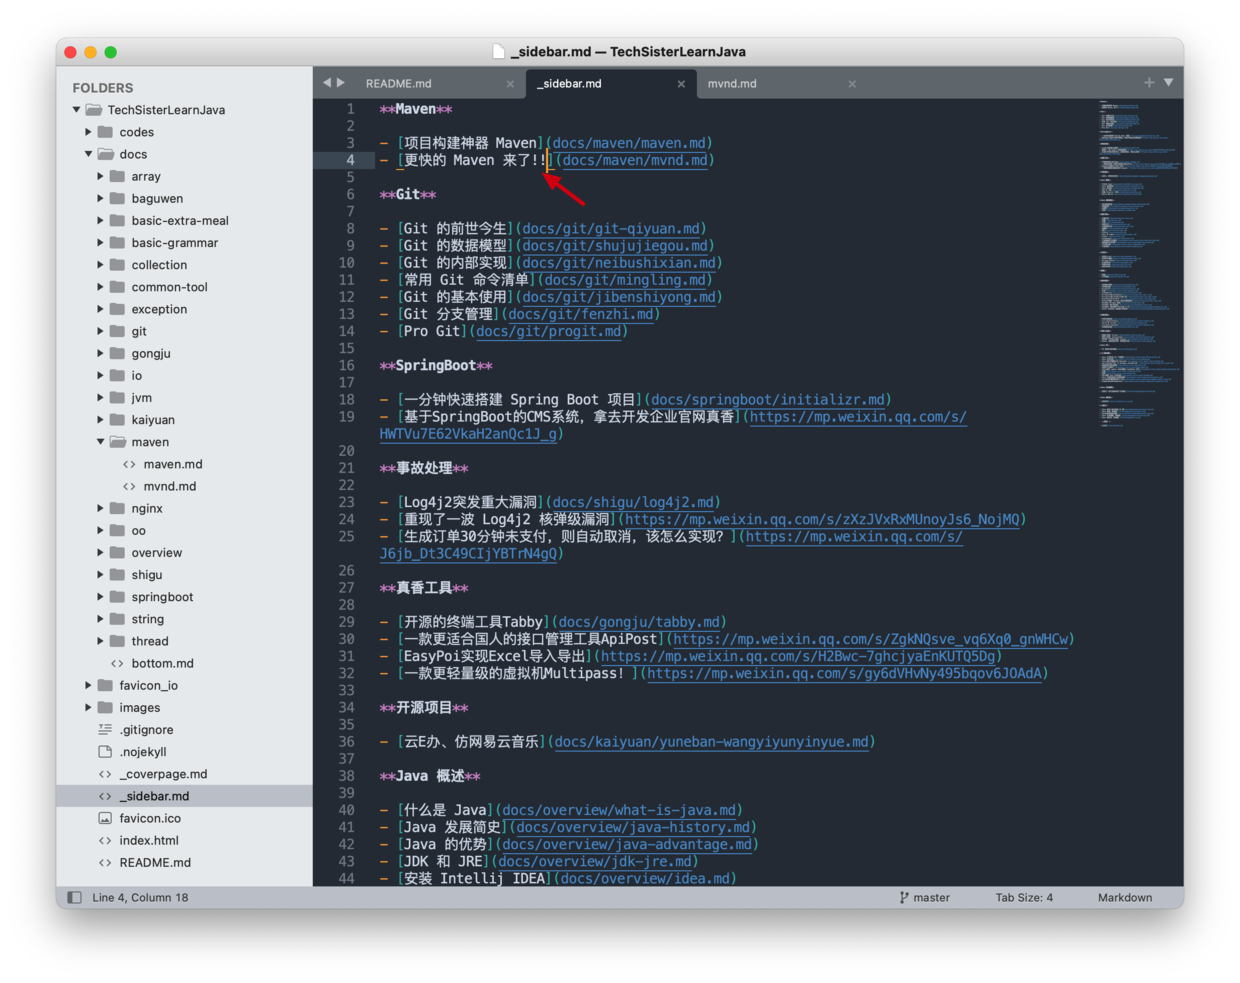 _sidebar.md — TechSisterLearnJava
FOLDERS
TechSisterLearnJava
codes
docs
array
baguwen
basic-extra-meal
basic-grammar
collection
common-tool
exception
git
gongju
io
jvm
kaiyuan
maven
maven.md
mvnd.md
nginx
oo
overview
shigu
springboot
string
thread
bottom.md
favicon_io
images
.gitignore
.nojekyll
_coverpage.md
_sidebar.md
favicon.ico
index.html
README.md
README.md
_sidebar.md
mvnd.md
1 **Maven**
2
3 - [项目构建神器 Maven](docs/maven/maven.md)
4 - [更快的 Maven 来了!!](docs/maven/mvnd.md)
5
6 **Git**
7
8 - [Git 的前世今生](docs/git/git-qiyuan.md)
9 - [Git 的数据模型](docs/git/shujujiegou.md)
10 - [Git 的内部实现](docs/git/neibushixian.md)
11 - [常用 Git 命令清单](docs/git/mingling.md)
12 - [Git 的基本使用](docs/git/jibenshiyong.md)
13 - [Git 分支管理](docs/git/fenzhi.md)
14 - [Pro Git](docs/git/progit.md)
15
16 **SpringBoot**
17
18 - [一分钟快速搭建 Spring Boot 项目](docs/springboot/initializr.md)
19 - [基于SpringBoot的CMS系统，拿去开发企业官网真香](https://mp.weixin.qq.com/s/
HWTVu7E62VkaH2anQc1J_g)
20
21 **事故处理**
22
23 - [Log4j2突发重大漏洞](docs/shigu/log4j2.md)
24 - [重现了一波 Log4j2 核弹级漏洞](https://mp.weixin.qq.com/s/zXzJVxRxMUnoyJs6_NojMQ)
25 - [生成订单30分钟未支付，则自动取消，该怎么实现？](https://mp.weixin.qq.com/s/
J6jb_Dt3C49CIjYBTrN4gQ)
26
27 **真香工具**
28
29 - [开源的终端工具Tabby](docs/gongju/tabby.md)
30 - [一款更适合国人的接口管理工具ApiPost](https://mp.weixin.qq.com/s/ZgkNQsve_vq6Xq0_gnWHCw)
31 - [EasyPoi实现Excel导入导出](https://mp.weixin.qq.com/s/H2Bwc-7ghcjyaEnKUTQ5Dg)
32 - [一款更轻量级的虚拟机Multipass！](https://mp.weixin.qq.com/s/gy6dVHvNy495bqov6JOAdA)
33
34 **开源项目**
35
36 - [云E办、仿网易云音乐](docs/kaiyuan/yuneban-wangyiyunyinyue.md)
37
38 **Java 概述**
39
40 - [什么是 Java](docs/overview/what-is-java.md)
41 - [Java 发展简史](docs/overview/java-history.md)
42 - [Java 的优势](docs/overview/java-advantage.md)
43 - [JDK 和 JRE](docs/overview/jdk-jre.md)
44 - [安装 Intellij IDEA](docs/overview/idea.md)
Line 4, Column 18
master
Tab Size: 4
Markdown